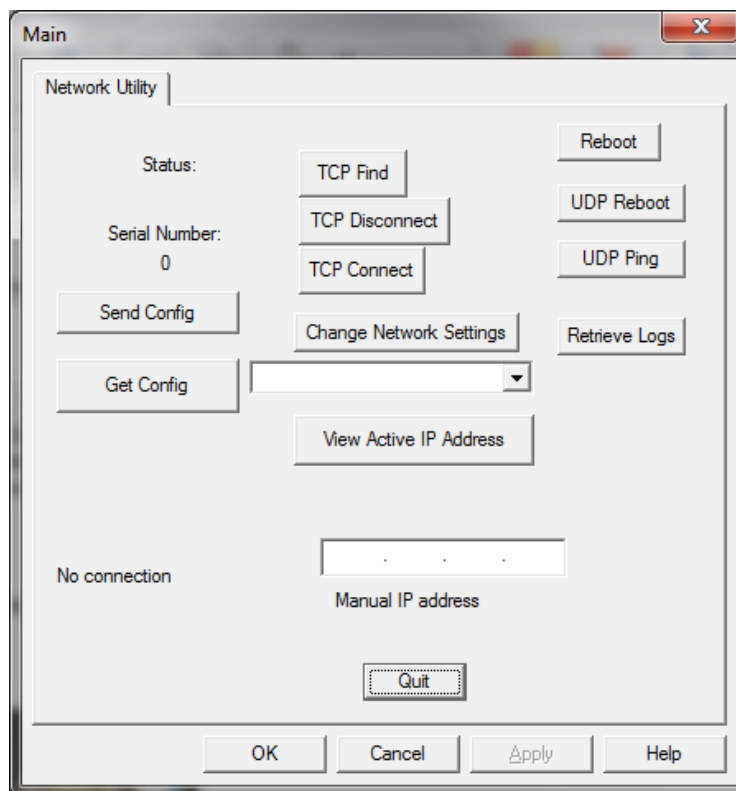 Main
Network Utility
Status:
TCP Find
Reboot
TCP Disconnect
UDP Reboot
Serial Number:
0
TCP Connect
UDP Ping
Send Config
Change Network Settings
Retrieve Logs
Get Config
View Active IP Address
. . .
No connection
Manual IP address
Quit
OK
Cancel
Apply
Help